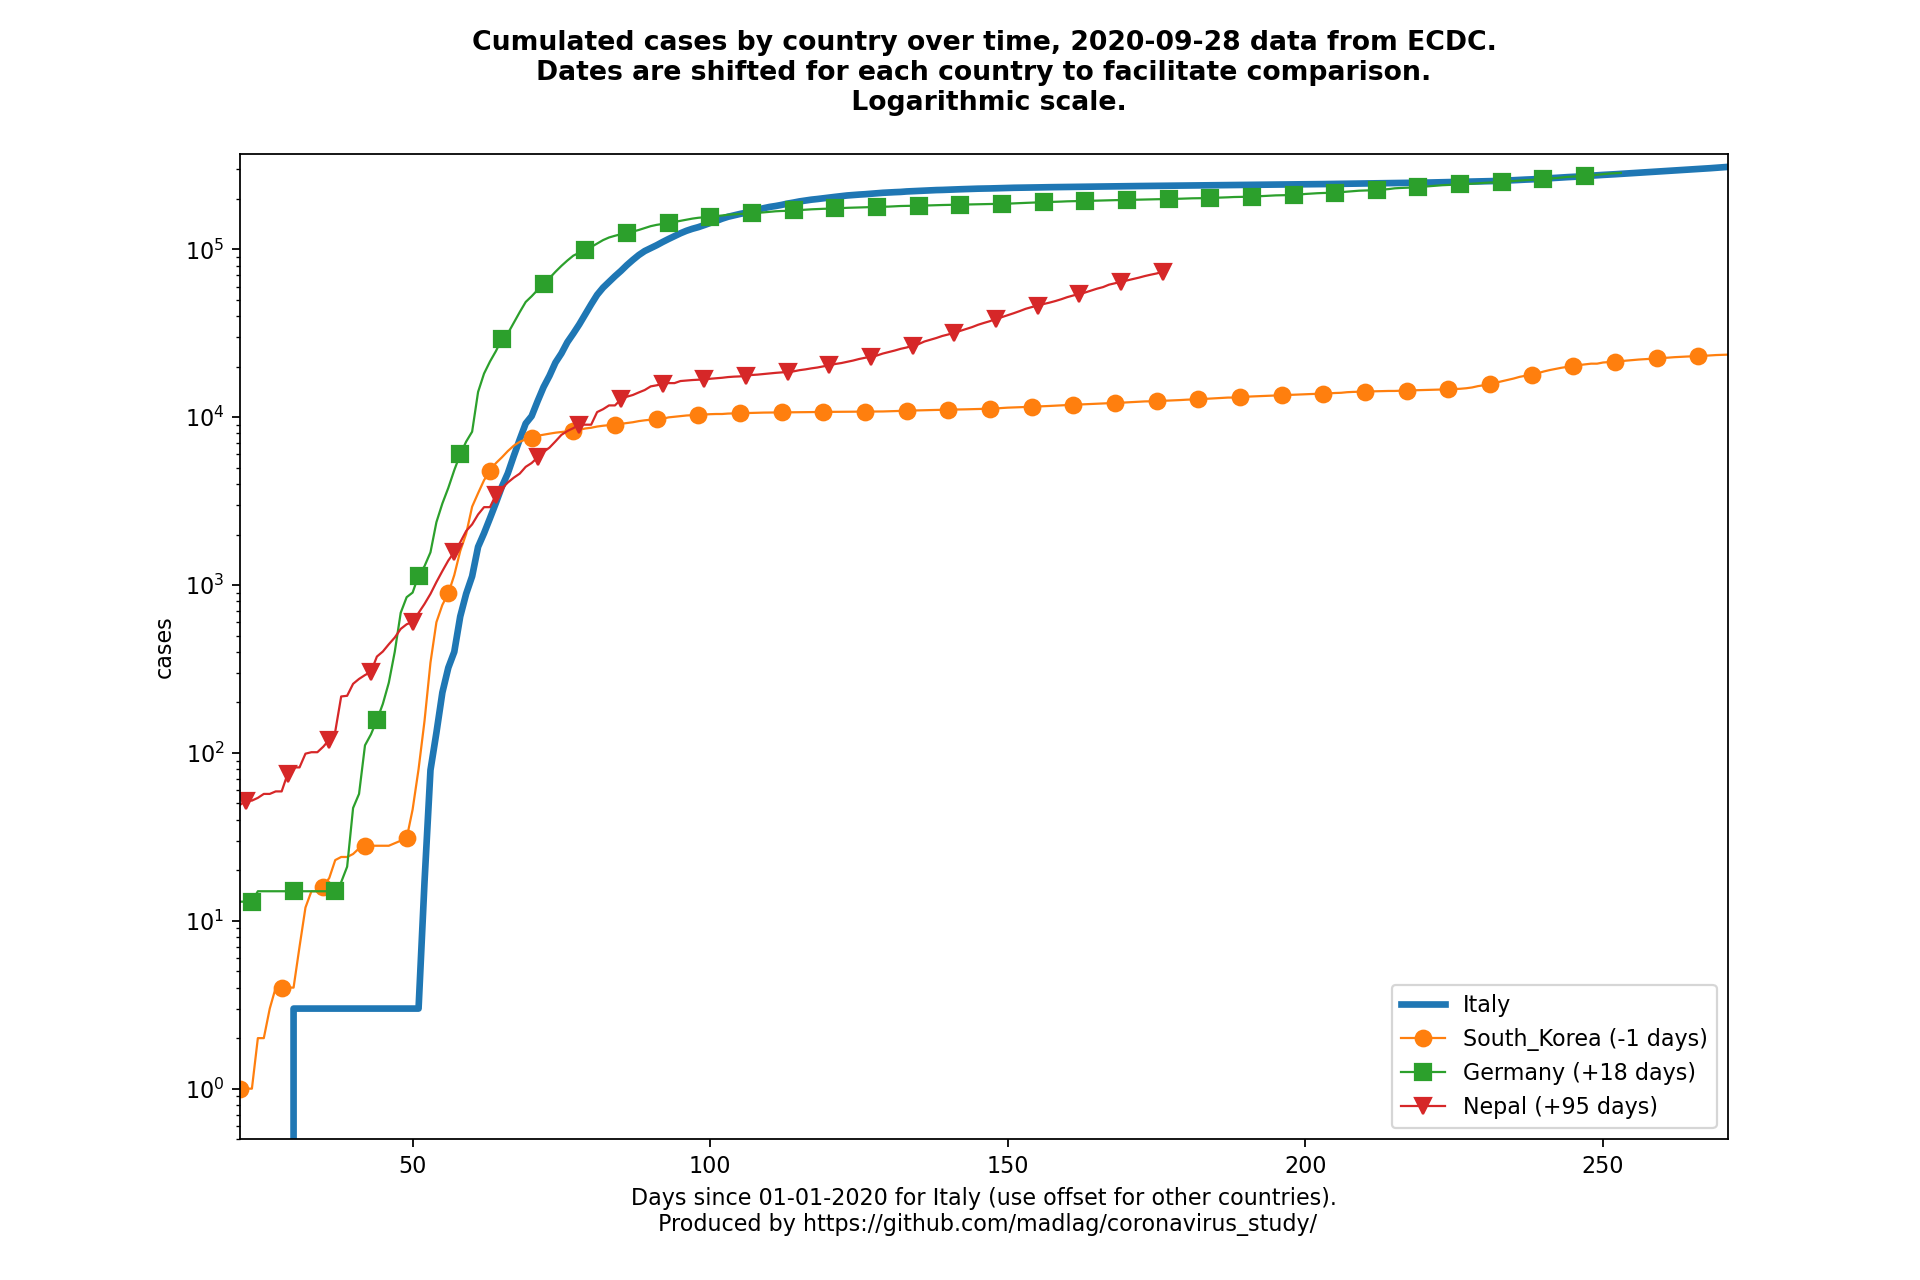 Cumulated cases by country over time, 2020-09-28 data from ECDC.
Dates are shifted for each country to facilitate comparison.
Logarithmic scale.
cases
10^5
10^4
10^3
10^2
10^1
10^0
Italy
South_Korea (-1 days)
Germany (+18 days)
Nepal (+95 days)
50 100 150 200 250
Days since 01-01-2020 for Italy (use offset for other countries).
Produced by https://github.com/madlag/coronavirus_study/